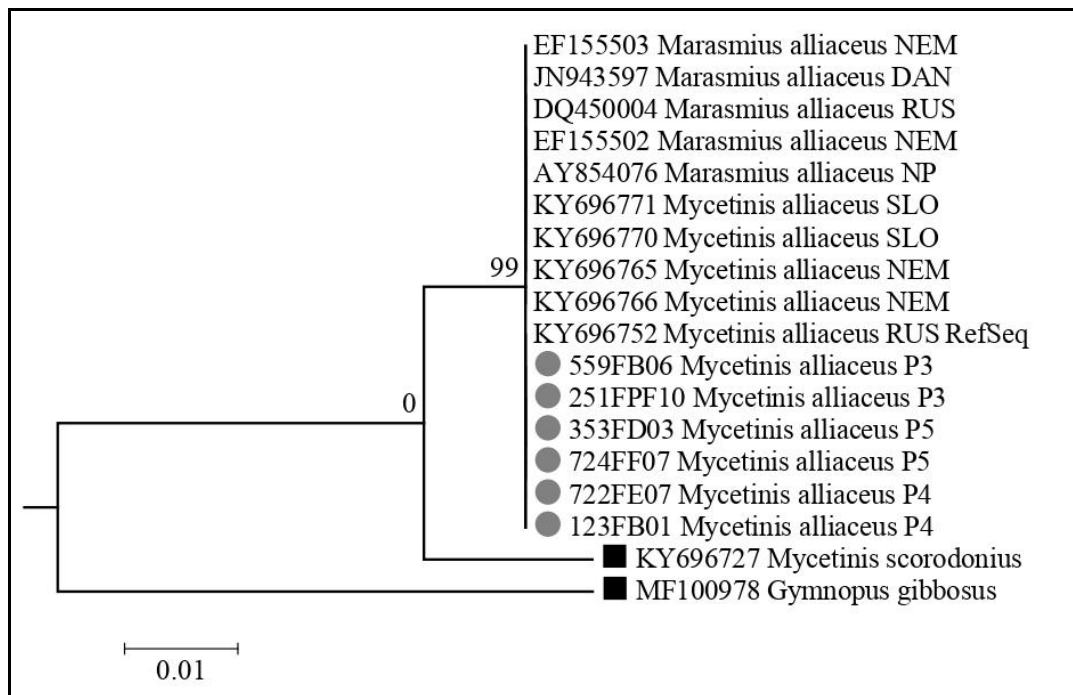 EF155503 Marasmius alliaceus NEM
JN943597 Marasmius alliaceus DAN
DQ450004 Marasmius alliaceus RUS
EF155502 Marasmius alliaceus NEM
AY854076 Marasmius alliaceus NP
KY696771 Mycetinis alliaceus SLO
KY696770 Mycetinis alliaceus SLO
99
KY696765 Mycetinis alliaceus NEM
KY696766 Mycetinis alliaceus NEM
KY696752 Mycetinis alliaceus RUS RefSeq
559FB06 Mycetinis alliaceus P3
0
251FPF10 Mycetinis alliaceus P3
353FD03 Mycetinis alliaceus P5
724FF07 Mycetinis alliaceus P5
722FE07 Mycetinis alliaceus P4
123FB01 Mycetinis alliaceus P4
KY696727 Mycetinis scorodonius
MF100978 Gymnopus gibbosus
0.01